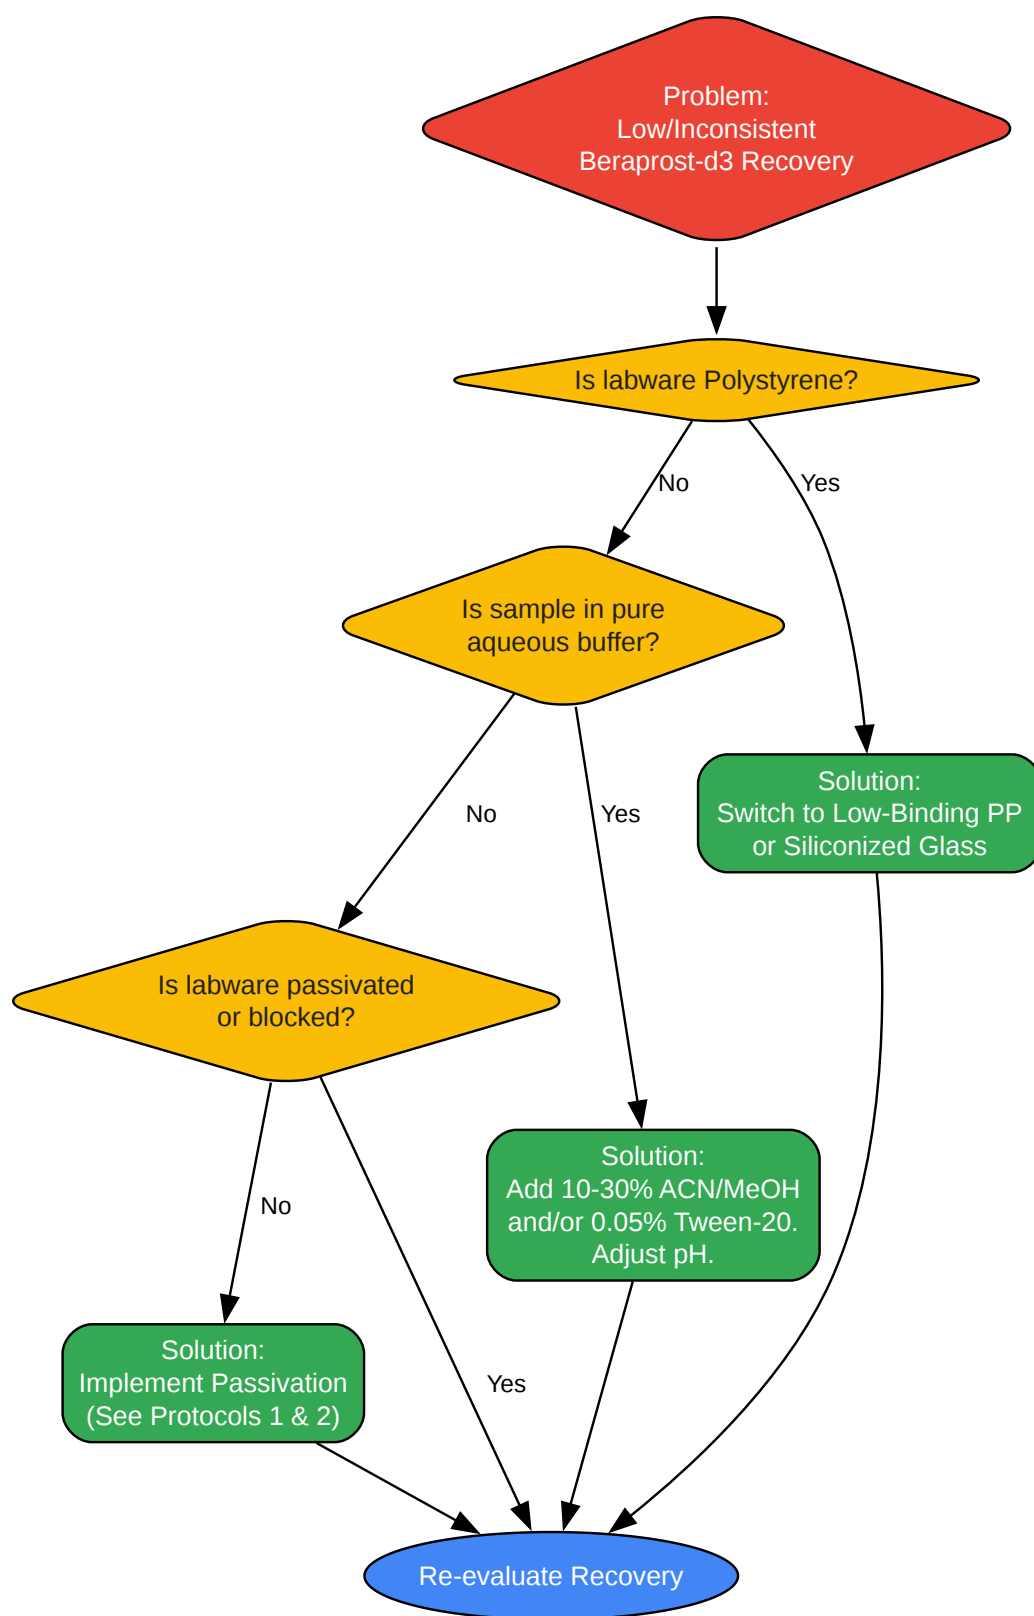 Problem:
Low/Inconsistent
Beraprost-d3 Recovery
Is labware Polystyrene?
No
Yes
Is sample in pure
aqueous buffer?
Solution:
Switch to Low-Binding PP
or Siliconized Glass
No
Yes
Is labware passivated
or blocked?
Solution:
Add 10-30% ACN/MeOH
and/or 0.05% Tween-20.
Adjust pH.
No
Solution:
Implement Passivation
(See Protocols 1 & 2)
Yes
Re-evaluate Recovery